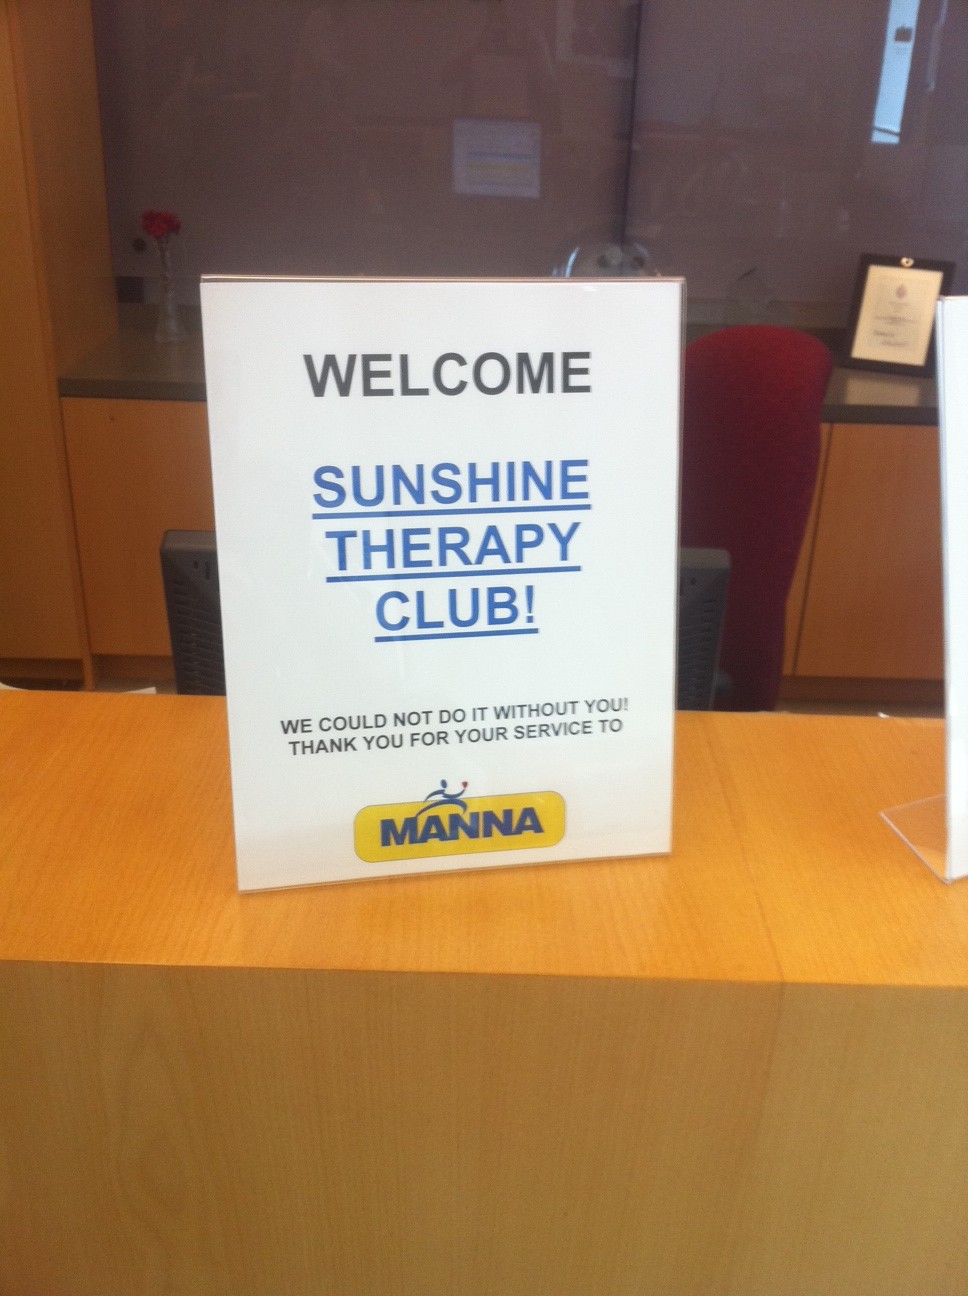 WELCOME
SUNSHINE
THERAPY
CLUB!
WE COULD NOT DO IT WITHOUT YOU!
THANK YOU FOR YOUR SERVICE TO
MANNA